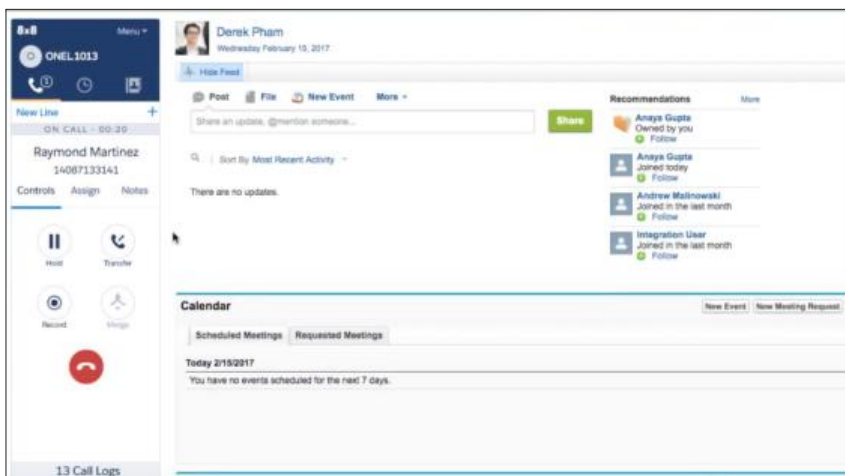 8x8 Menu
ONEL1013
(1)
New Line +
ON CALL - 00:20
Raymond Martinez
14087133141
Controls Assign Notes
Hold Transfer
Record Merge
13 Call Logs
Derek Pham
Wednesday February 15, 2017
Hide Feed
Post File New Event More
Share an update, @mention someone...
Share
Sort By Most Recent Activity
There are no updates.
Recommendations More
Anaya Gupta
Owned by you
Follow
Anaya Gupta
Joined today
Follow
Andrew Malinowski
Joined in the last month
Follow
Integration User
Joined in the last month
Follow
Calendar
New Event New Meeting Request
Scheduled Meetings Requested Meetings
Today 2/15/2017
You have no events scheduled for the next 7 days.